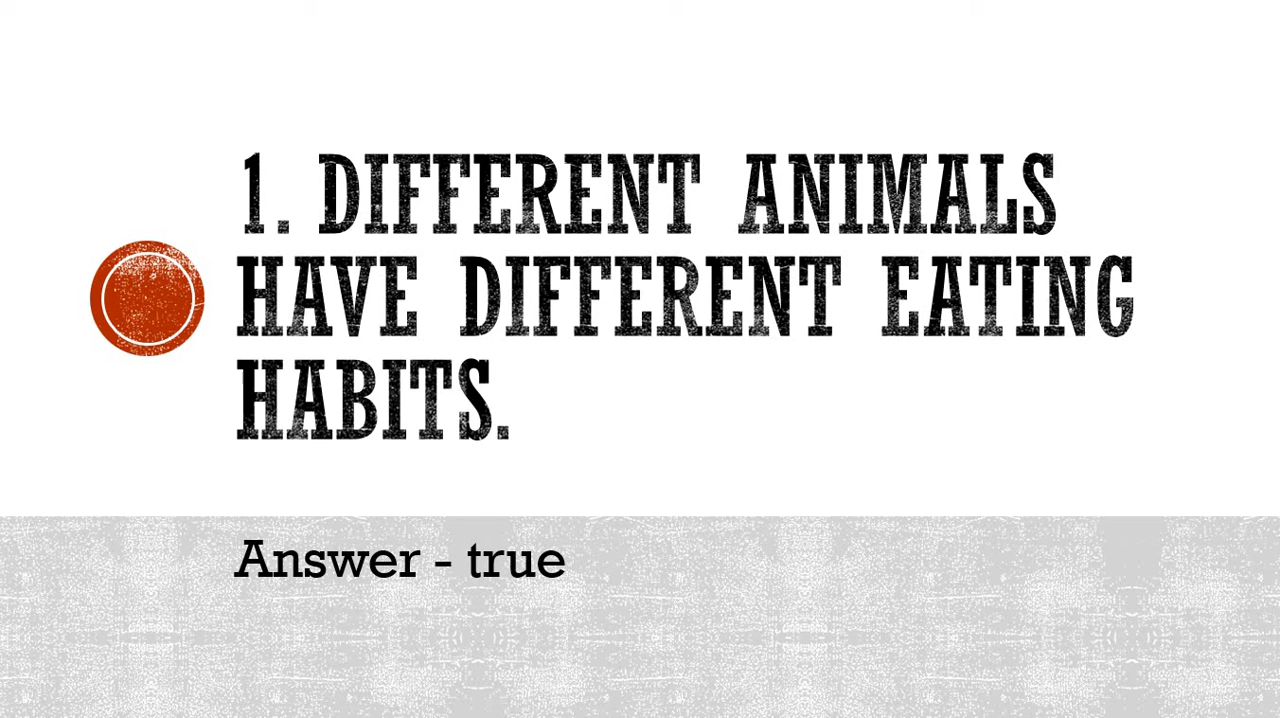 1. DIFFERENT ANIMALS
HAVE DIFFERENT EATING
HABITS.
Answer - true